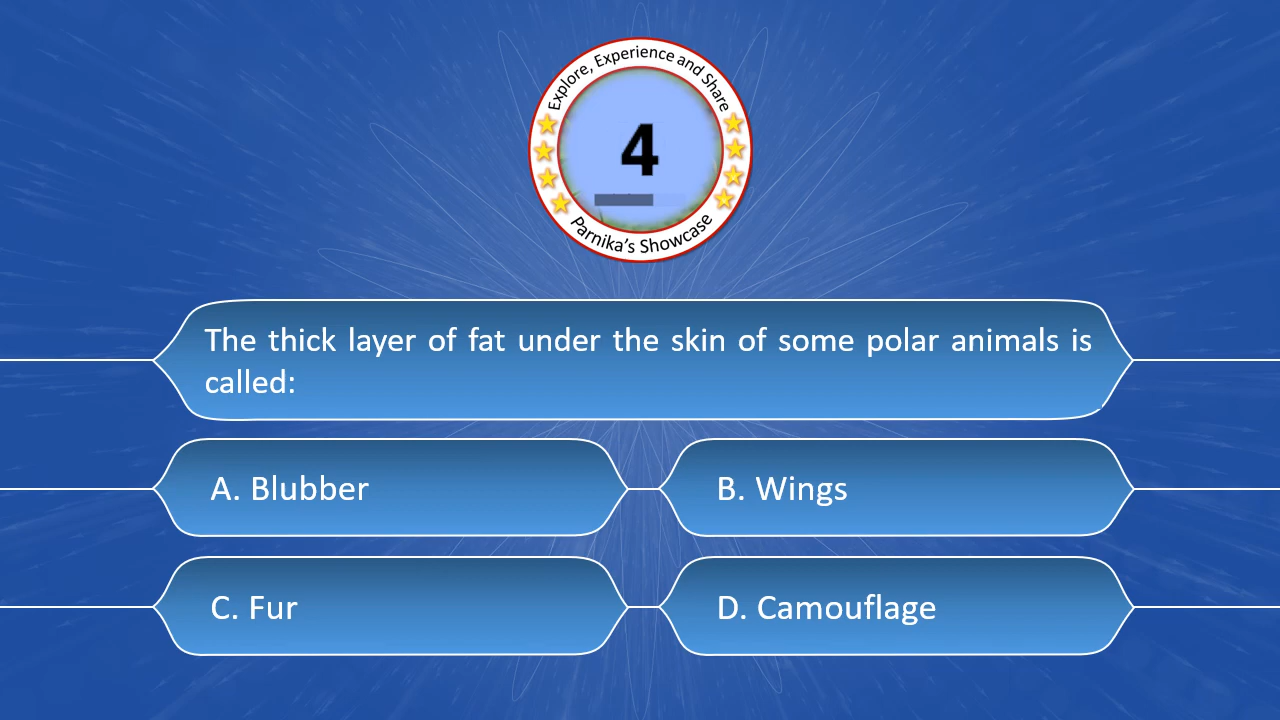 Explore, Experience and Share
4
Parnika's Showcase
The thick layer of fat under the skin of some polar animals is
called:
A. Blubber
B. Wings
C. Fur
D. Camouflage